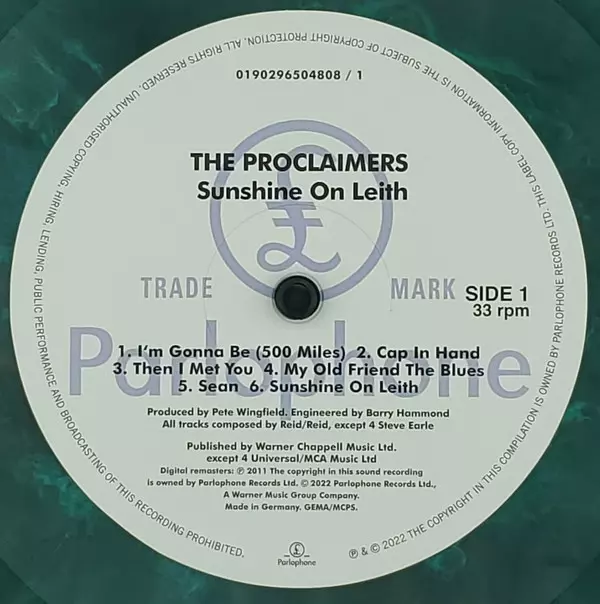 0190296504808 / 1
THE PROCLAIMERS
Sunshine On Leith
£
TRADE MARK
SIDE 1
33 rpm
Parlophone
1. I'm Gonna Be (500 Miles) 2. Cap In Hand
3. Then I Met You 4. My Old Friend The Blues
5. Sean 6. Sunshine On Leith
Produced by Pete Wingfield. Engineered by Barry Hammond
All tracks composed by Reid/Reid, except 4 Steve Earle
Published by Warner Chappell Music Ltd.
except 4 Universal/MCA Music Ltd
Digital remasters: ℗ 2011 The copyright in this sound recording
is owned by Parlophone Records Ltd. © 2022 Parlophone Records Ltd.,
A Warner Music Group Company.
Made in Germany. GEMA/MCPS.
£
Parlophone
℗ & © 2022 THE COPYRIGHT IN THIS COMPILATION IS OWNED BY PARLOPHONE RECORDS LTD. THIS LABEL COPY INFORMATION IS THE SUBJECT OF COPYRIGHT PROTECTION. ALL RIGHTS RESERVED. UNAUTHORISED COPYING, HIRING, LENDING, PUBLIC PERFORMANCE AND BROADCASTING OF THIS RECORDING PROHIBITED.